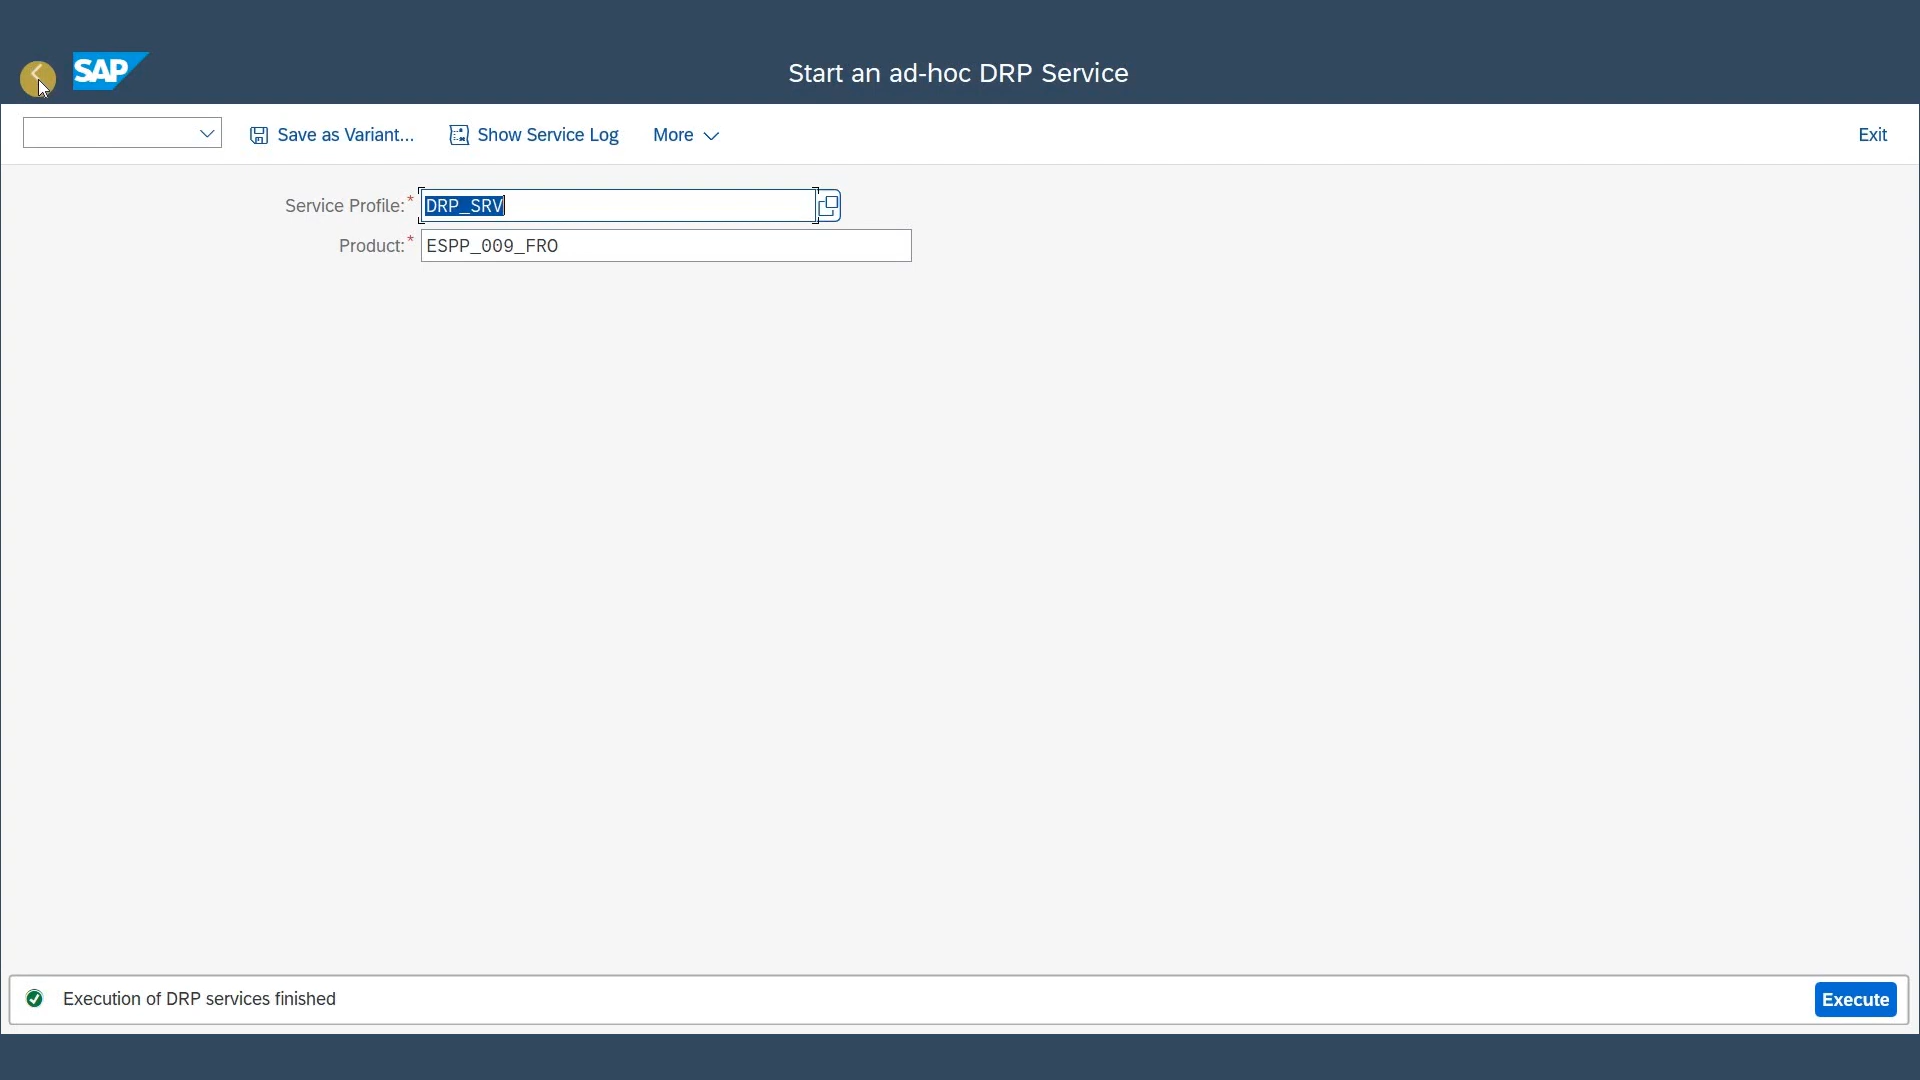 SAP
Start an ad-hoc DRP Service
Save as Variant...
Show Service Log
More
Exit
Service Profile:* DRP_SRV
Product:* ESPP_009_FRO
Execution of DRP services finished
Execute